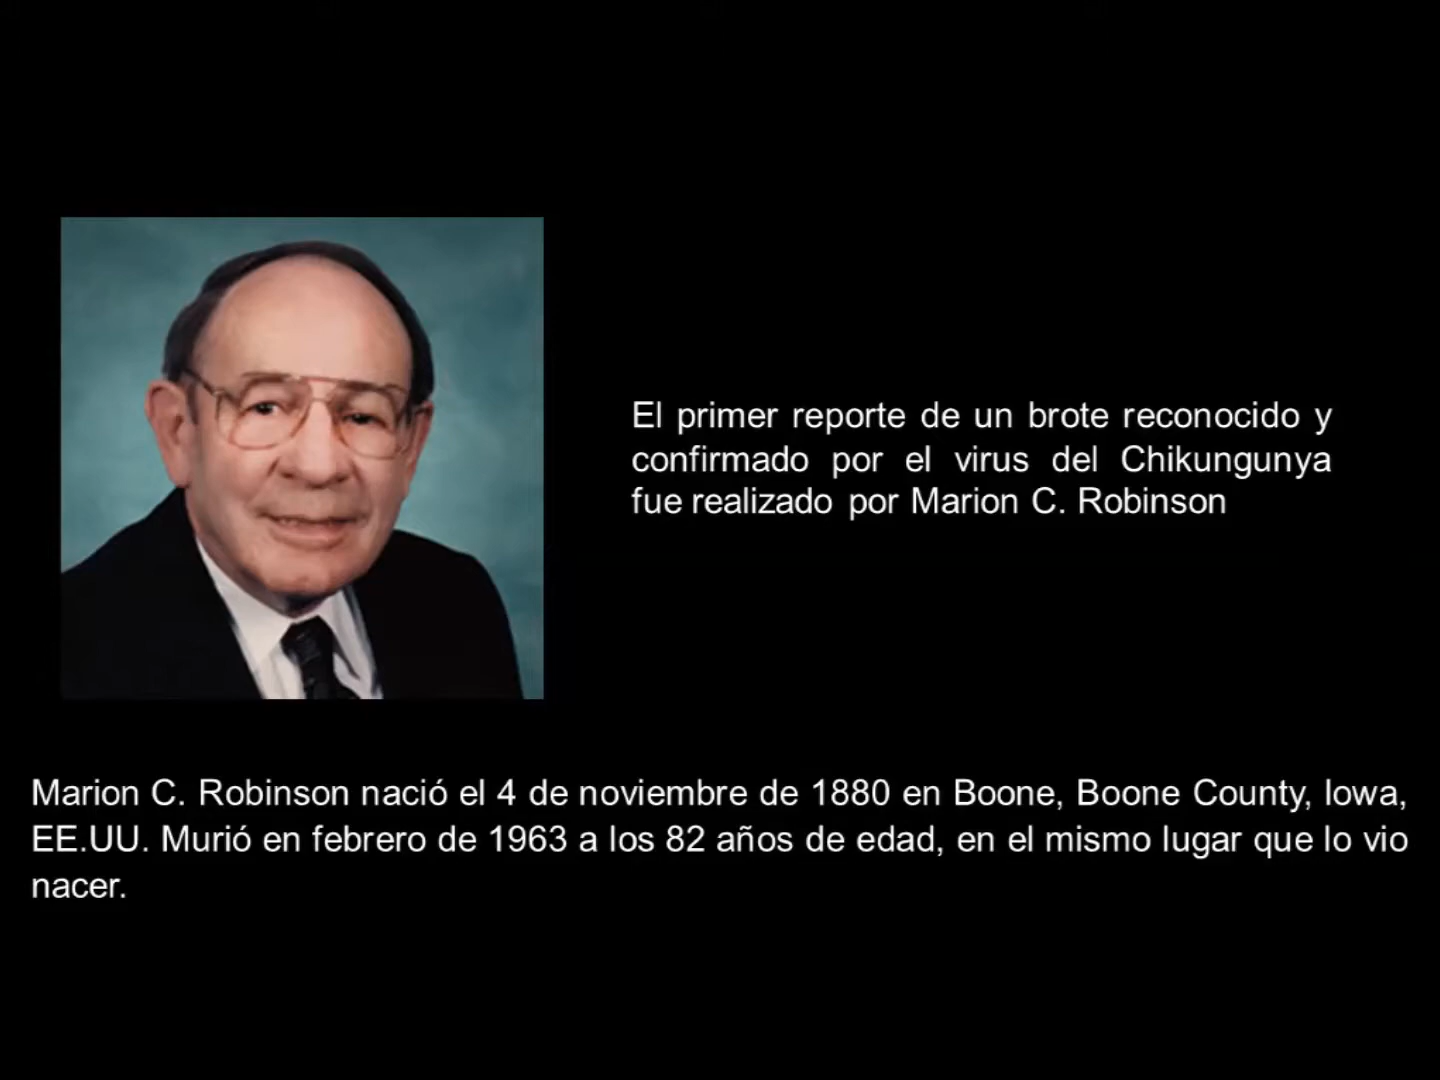 El primer reporte de un brote reconocido y
confirmado por el virus del Chikungunya
fue realizado por Marion C. Robinson
Marion C. Robinson nació el 4 de noviembre de 1880 en Boone, Boone County, Iowa,
EE.UU. Murió en febrero de 1963 a los 82 años de edad, en el mismo lugar que lo vio
nacer.